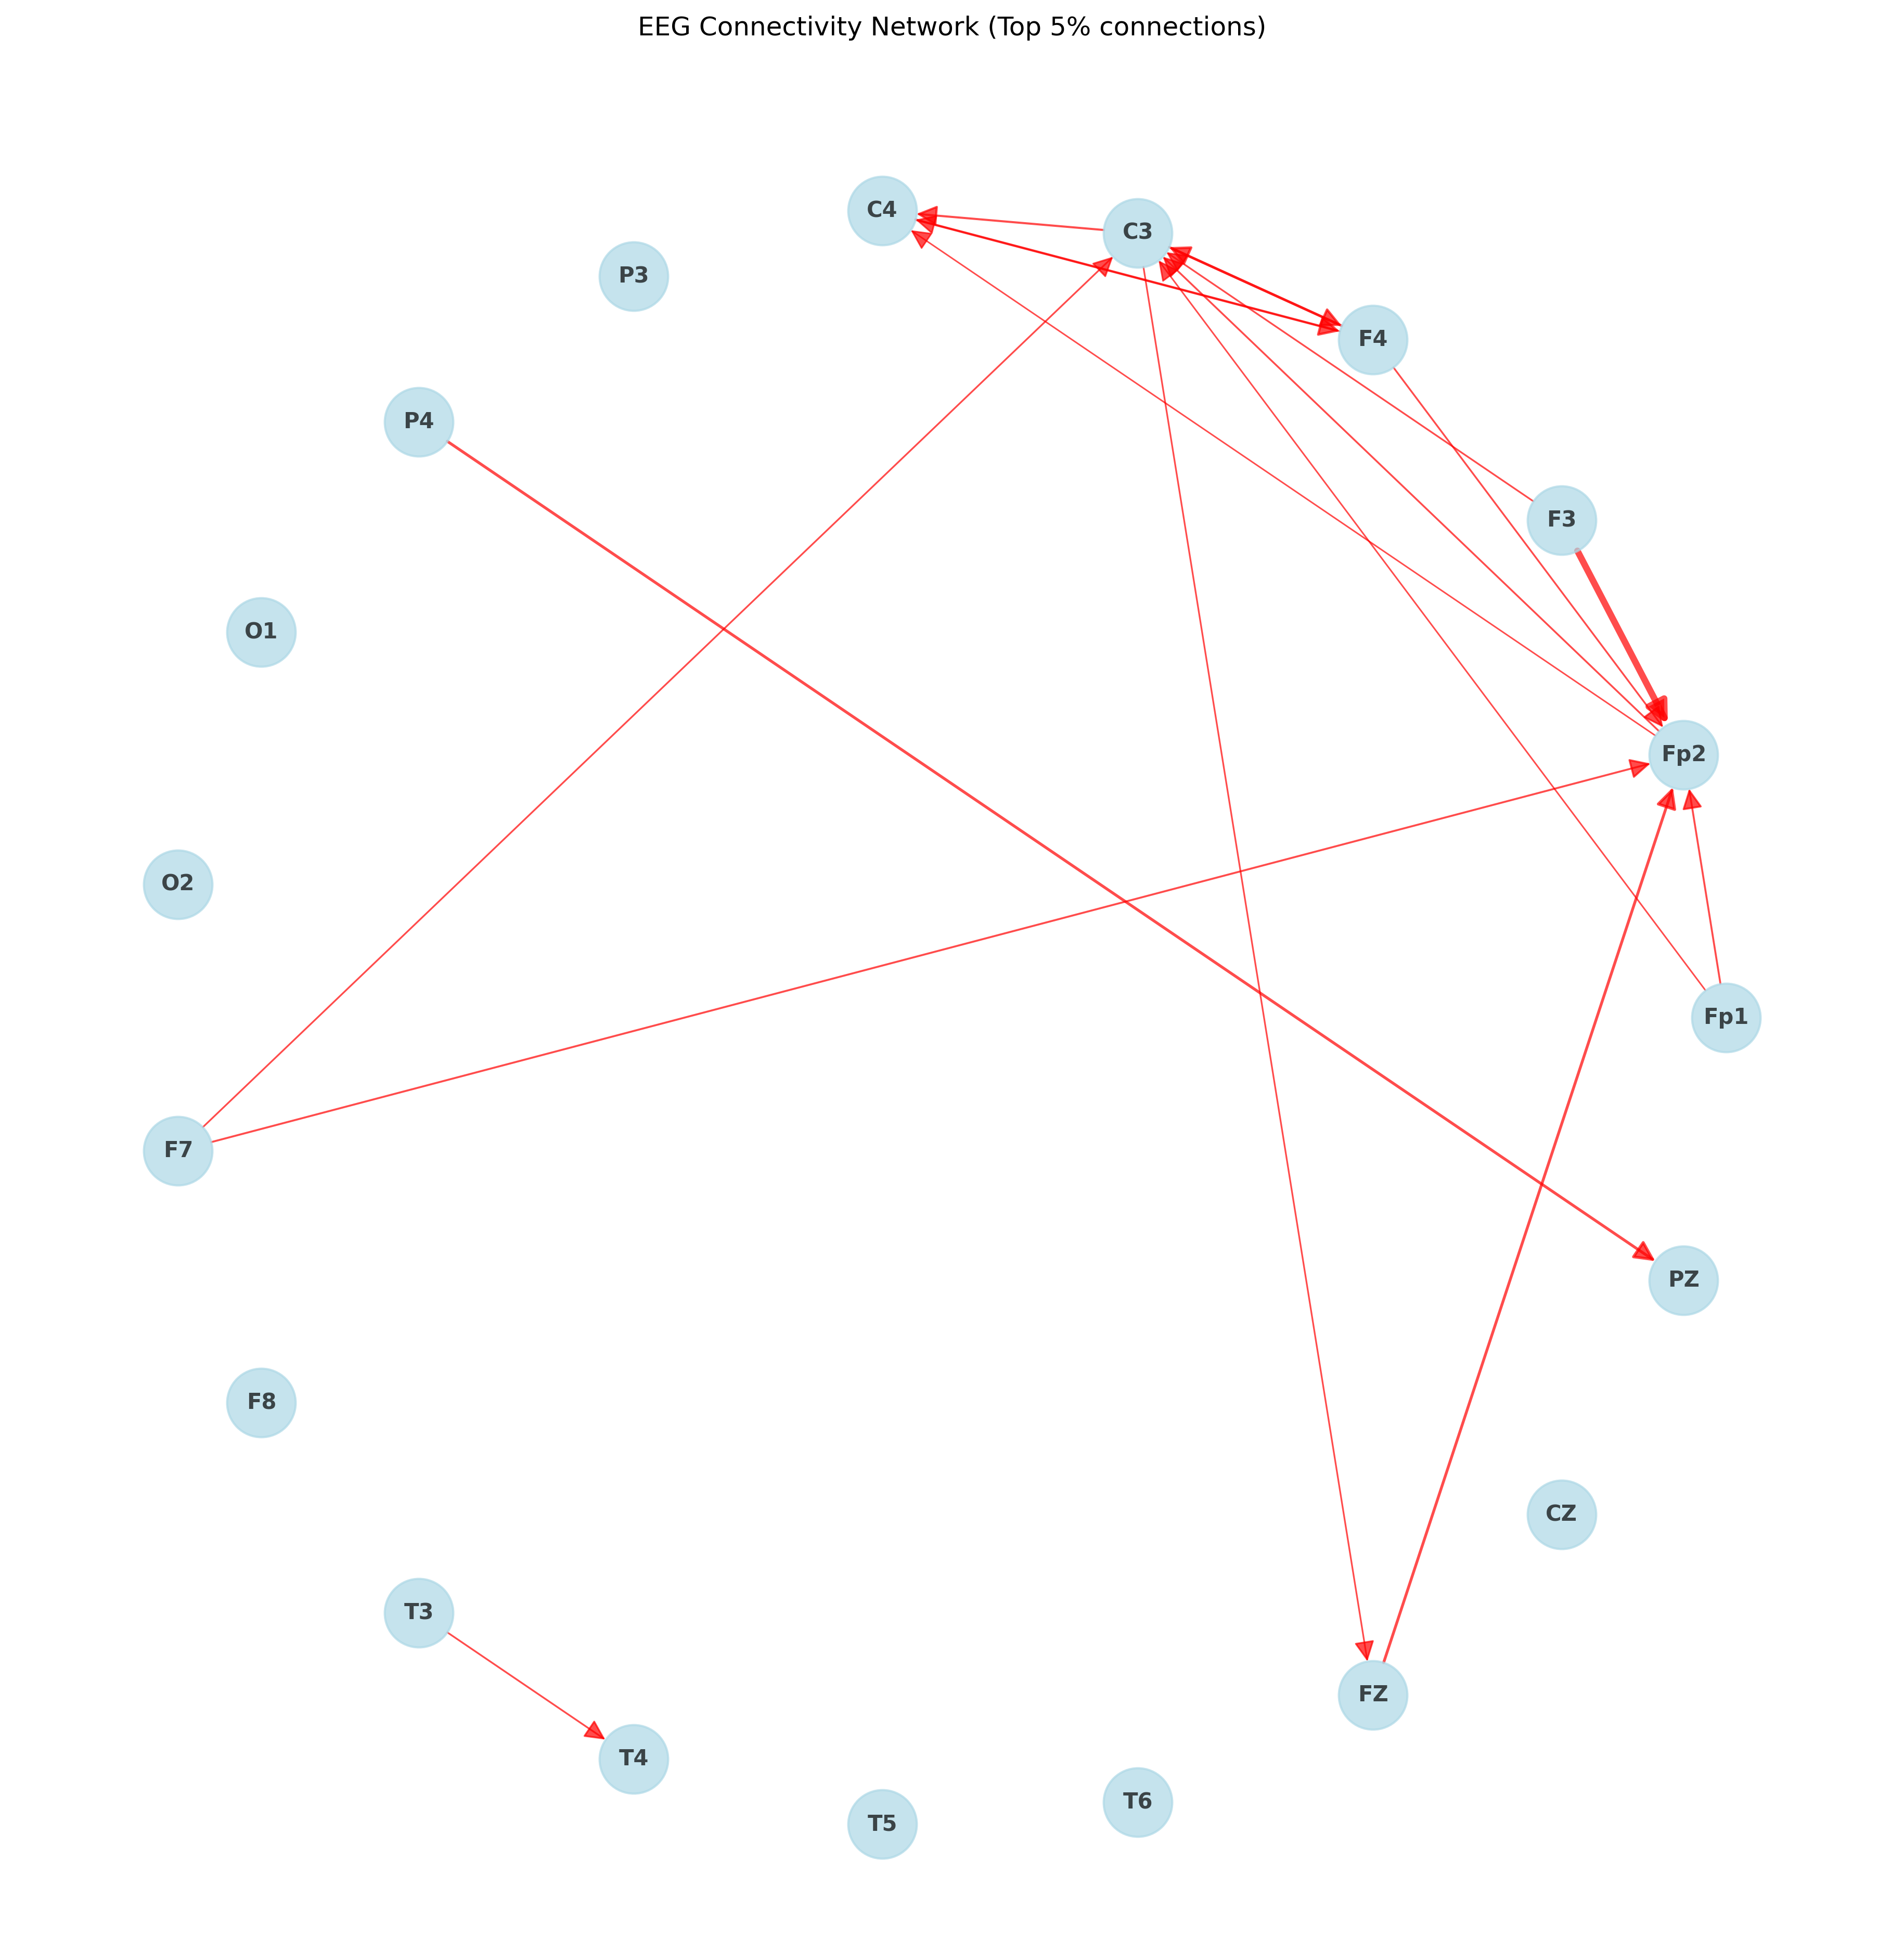 EEG Connectivity Network (Top 5% connections)
C4
C3
P3
F4
P4
F3
O1
Fp2
O2
Fp1
F7
PZ
F8
CZ
T3
FZ
T4
T6
T5